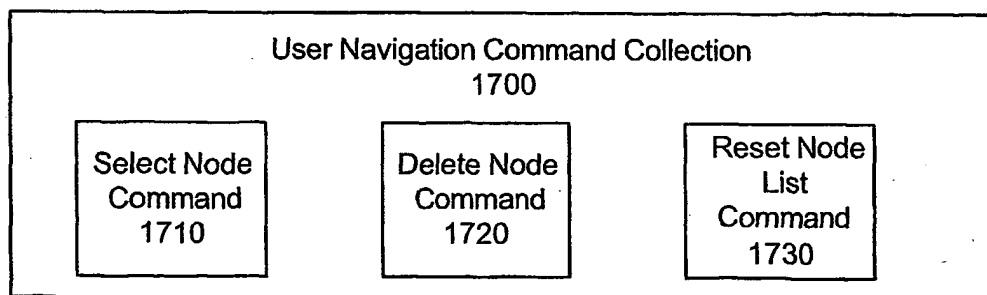 User Navigation Command Collection
1700
Select Node
Command
1710
Delete Node
Command
1720
Reset Node
List
Command
1730